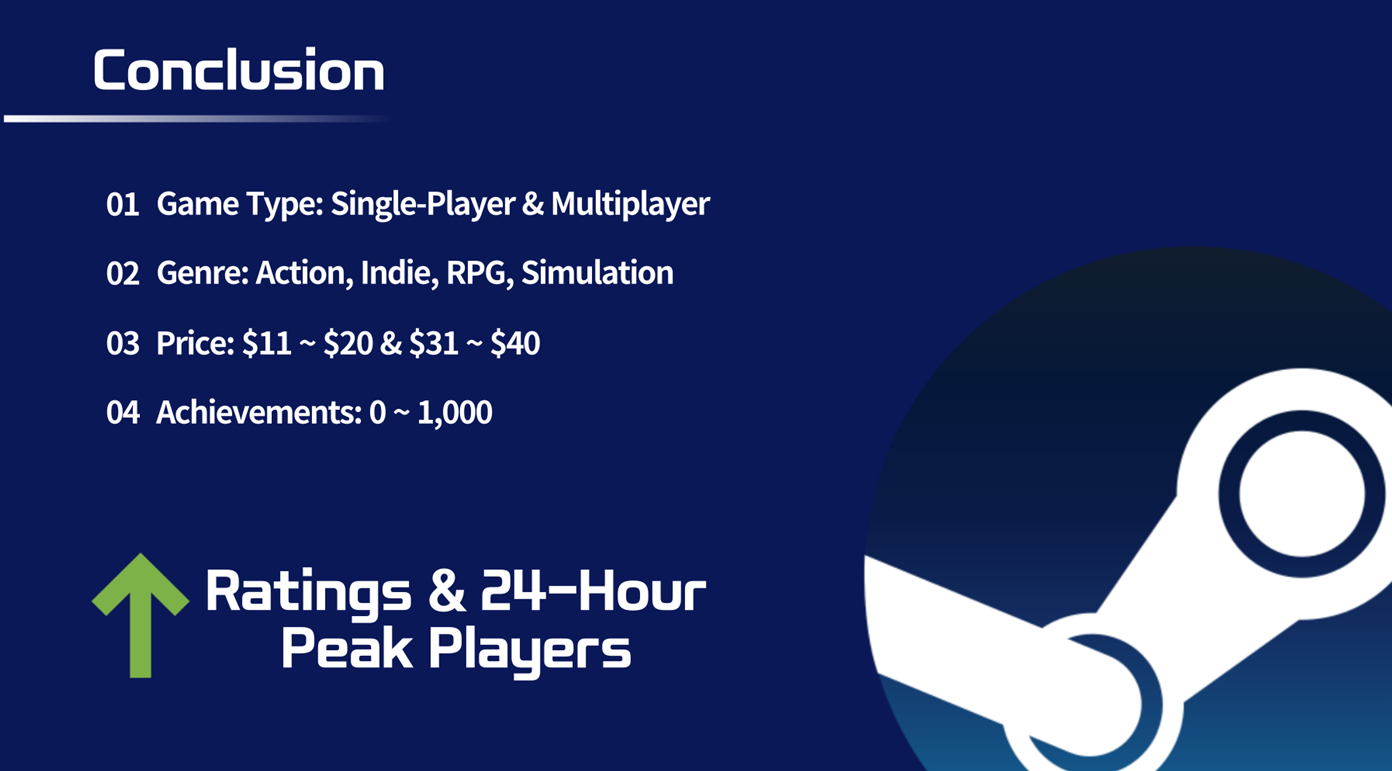 Conclusion
01 Game Type: Single-Player & Multiplayer
02 Genre: Action, Indie, RPG, Simulation
03 Price: $11 ~ $20 & $31 ~ $40
04 Achievements: 0 ~ 1,000
Ratings & 24-Hour
Peak Players